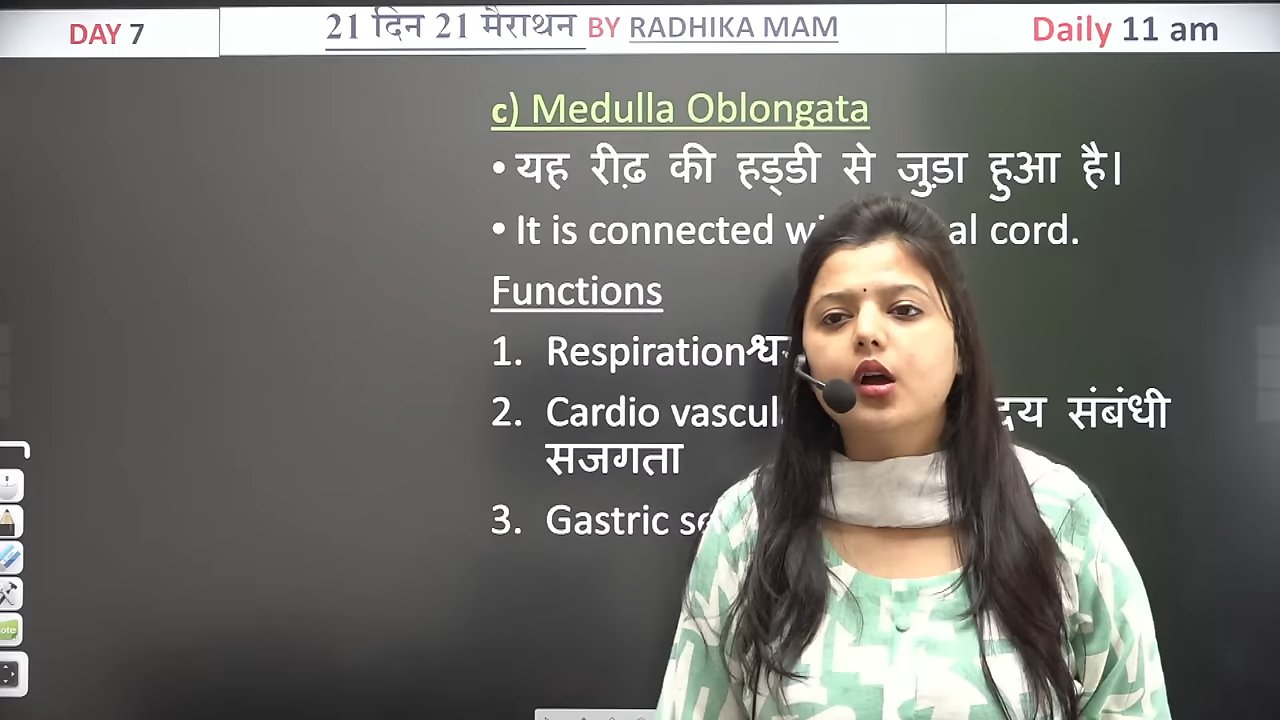 DAY 7
21 दिन 21 मैराथन BY RADHIKA MAM
Daily 11 am
c) Medulla Oblongata
• यह रीढ़ की हड्डी से जुड़ा हुआ है।
• It is connected cord.
Functions
1. Respiration
2. Cardio संबंधी
सजगता
3. Gastric